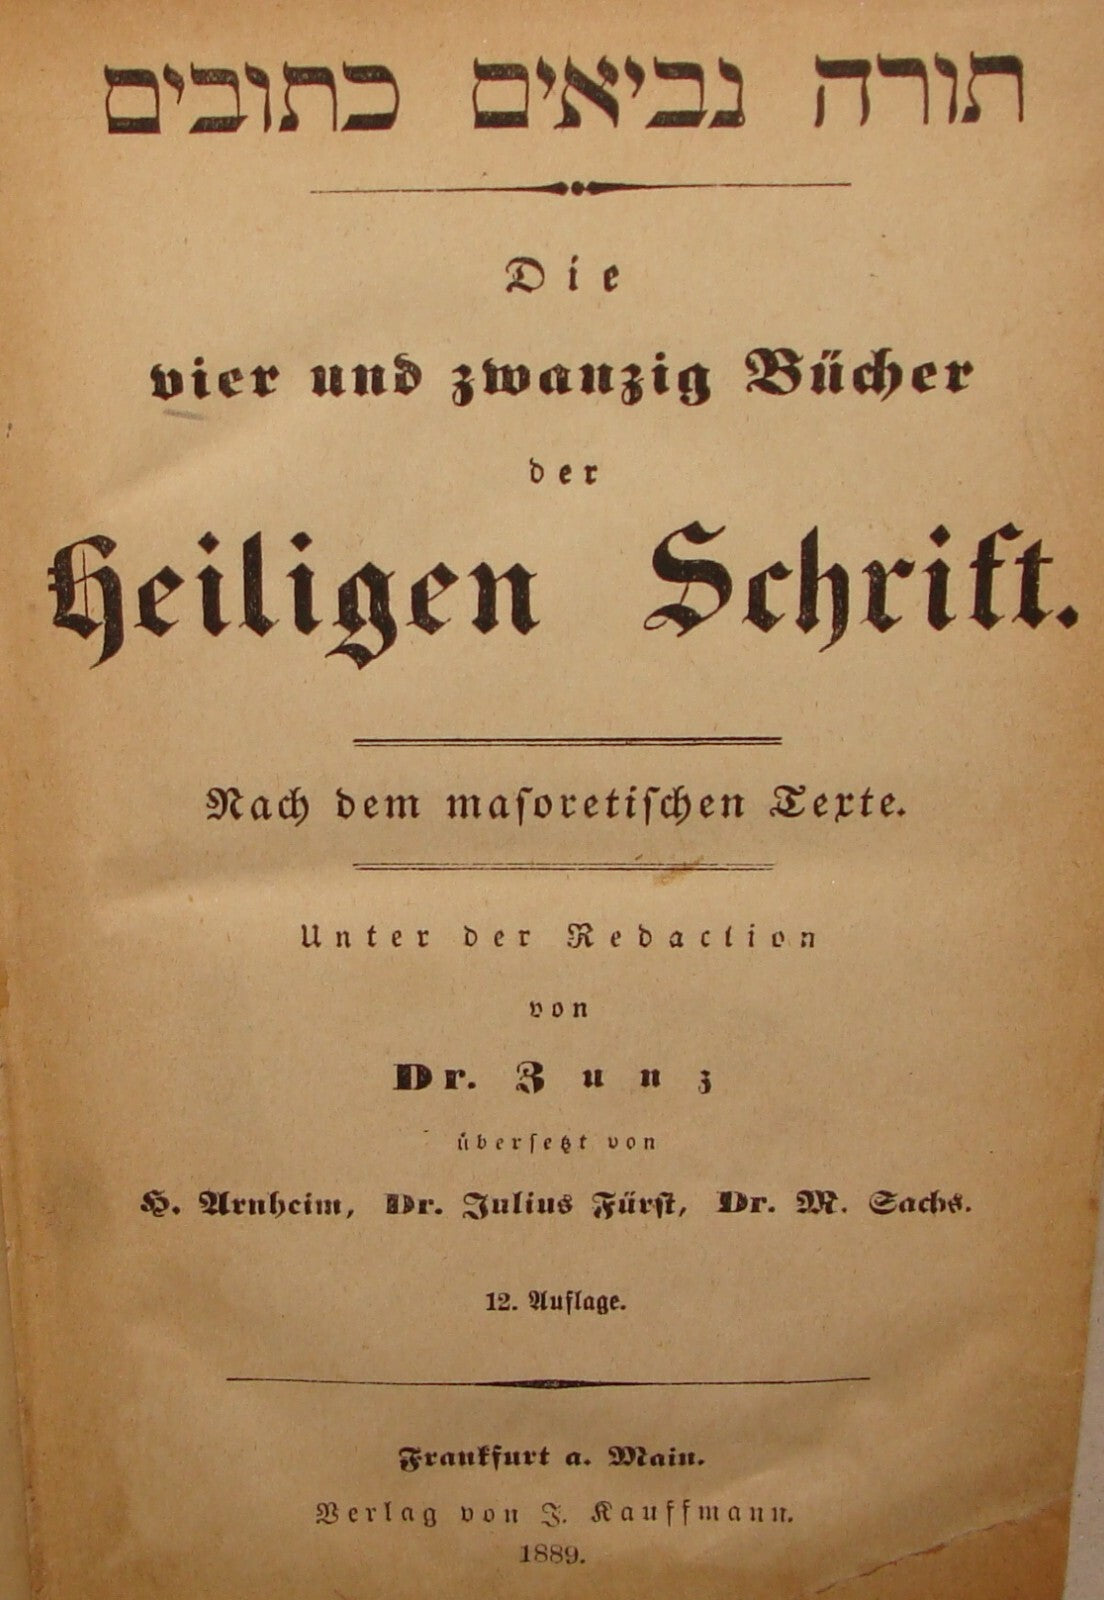 תורה נביאים כתובים
Die
vier und zwanzig Bücher
der
Heiligen Schrift.
Nach dem maſoretiſchen Texte.
Unter der Redaction
von
Dr. Zunz
überſetzt von
H. Arnheim, Dr. Julius Fürſt, Dr. M. Sachs.
12. Auflage.
Frankfurt a. Main.
Verlag von J. Kauffmann.
1889.